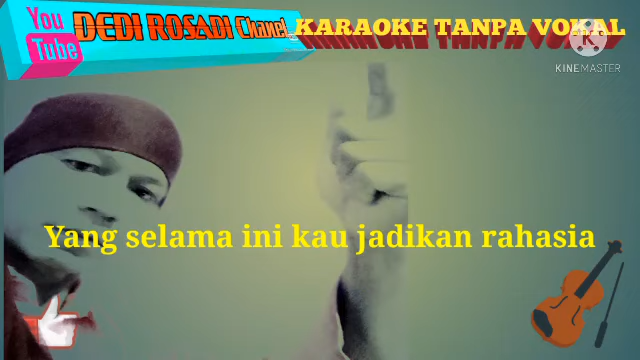 You
Tube
DEDI ROSADI Chanel
KARAOKE TANPA VOKAL
K
KINEMASTER
Yang selama ini kau jadikan rahasia